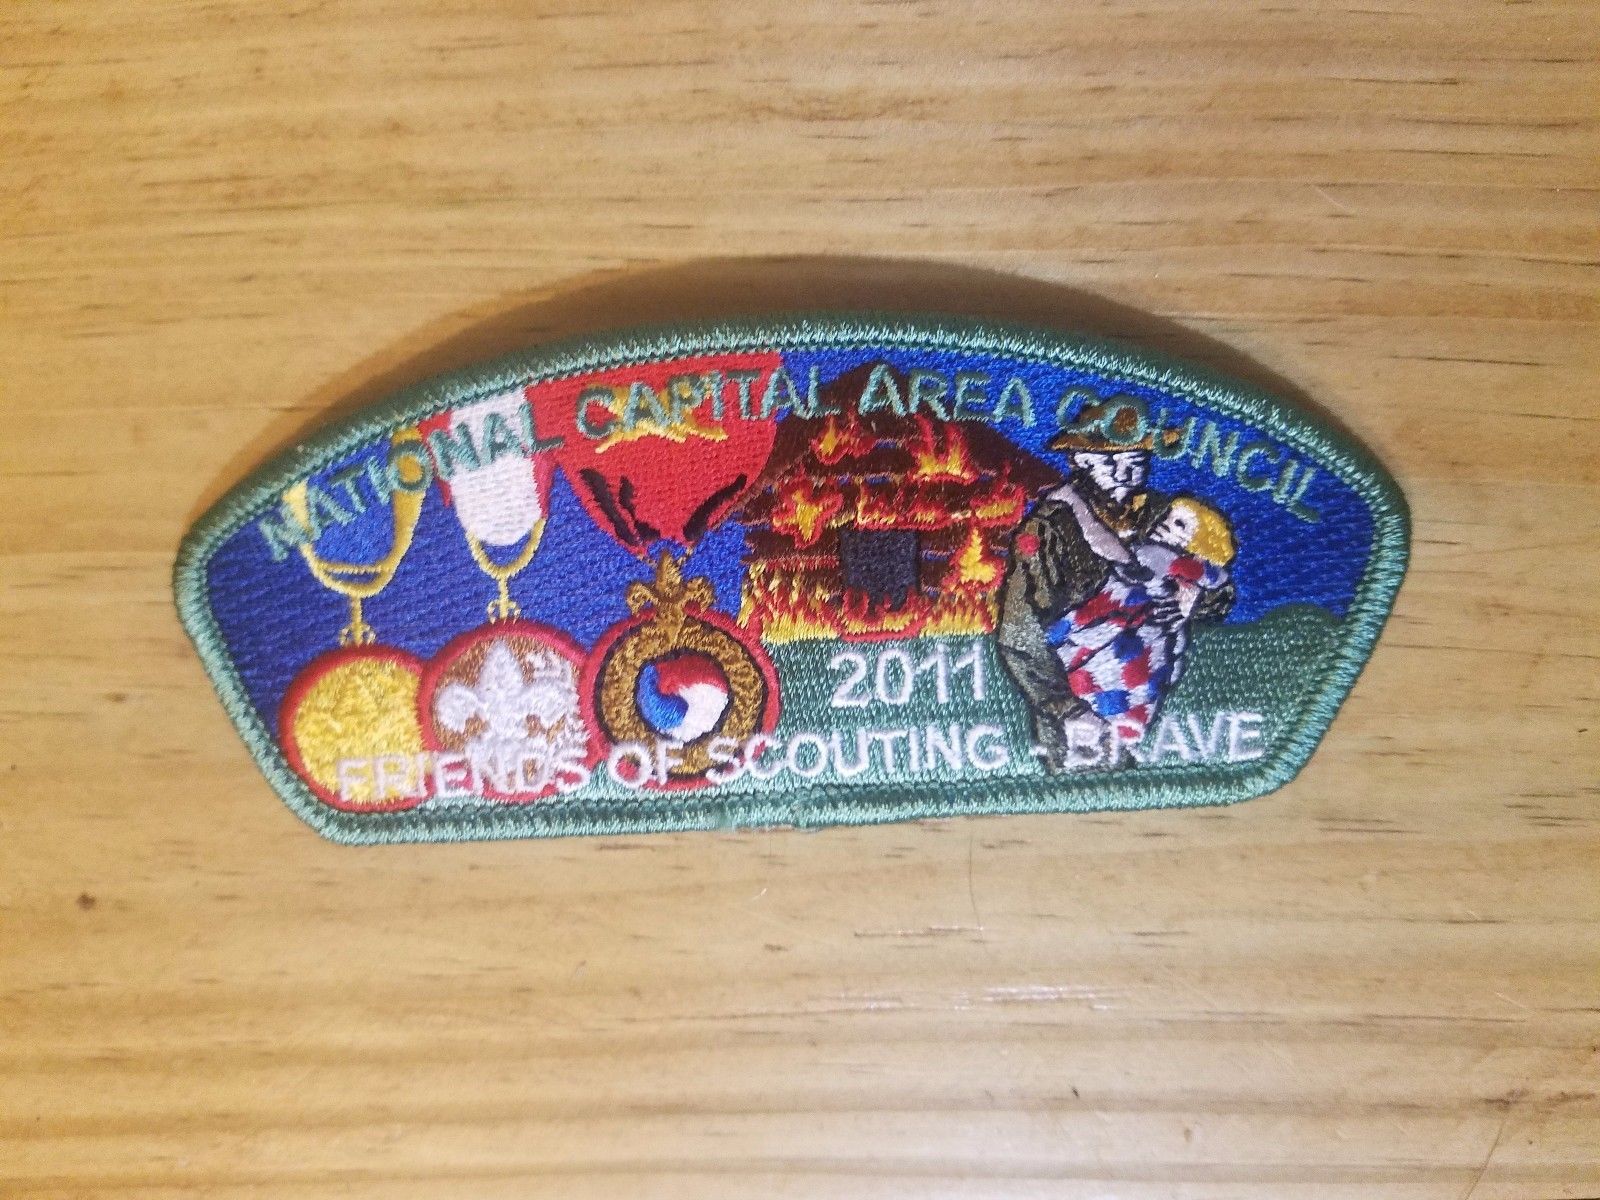 NATIONAL CAPITAL AREA COUNCIL
2011
FRIENDS OF SCOUTING - BRAVE